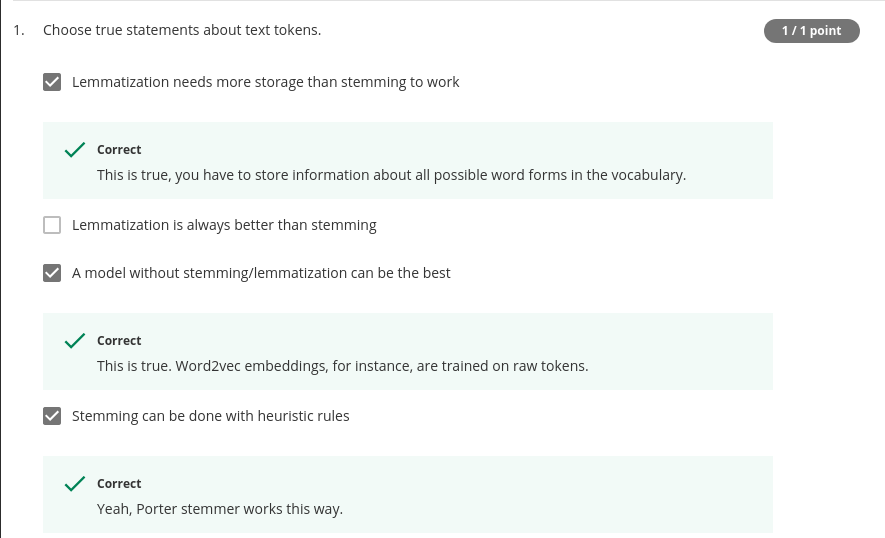 1. Choose true statements about text tokens.
1 / 1 point
Lemmatization needs more storage than stemming to work
Correct
This is true, you have to store information about all possible word forms in the vocabulary.
Lemmatization is always better than stemming
A model without stemming/lemmatization can be the best
Correct
This is true. Word2vec embeddings, for instance, are trained on raw tokens.
Stemming can be done with heuristic rules
Correct
Yeah, Porter stemmer works this way.